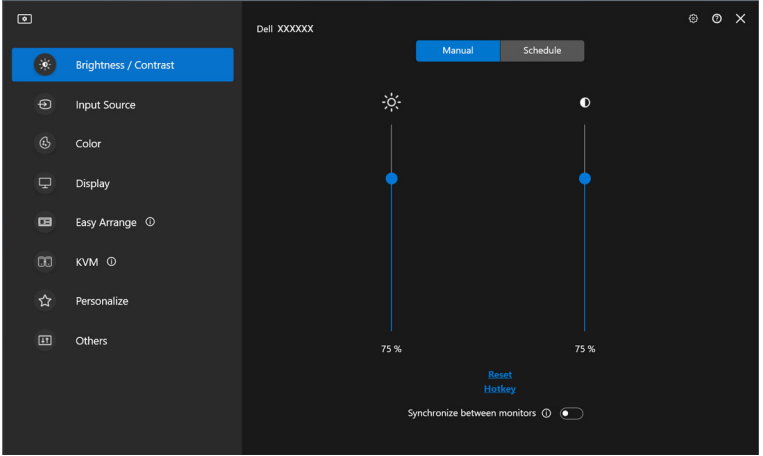 Dell XXXXXX
Manual
Schedule
Brightness / Contrast
Input Source
Color
Display
Easy Arrange
KVM
Personalize
Others
75 %
75 %
Reset
Hotkey
Synchronize between monitors